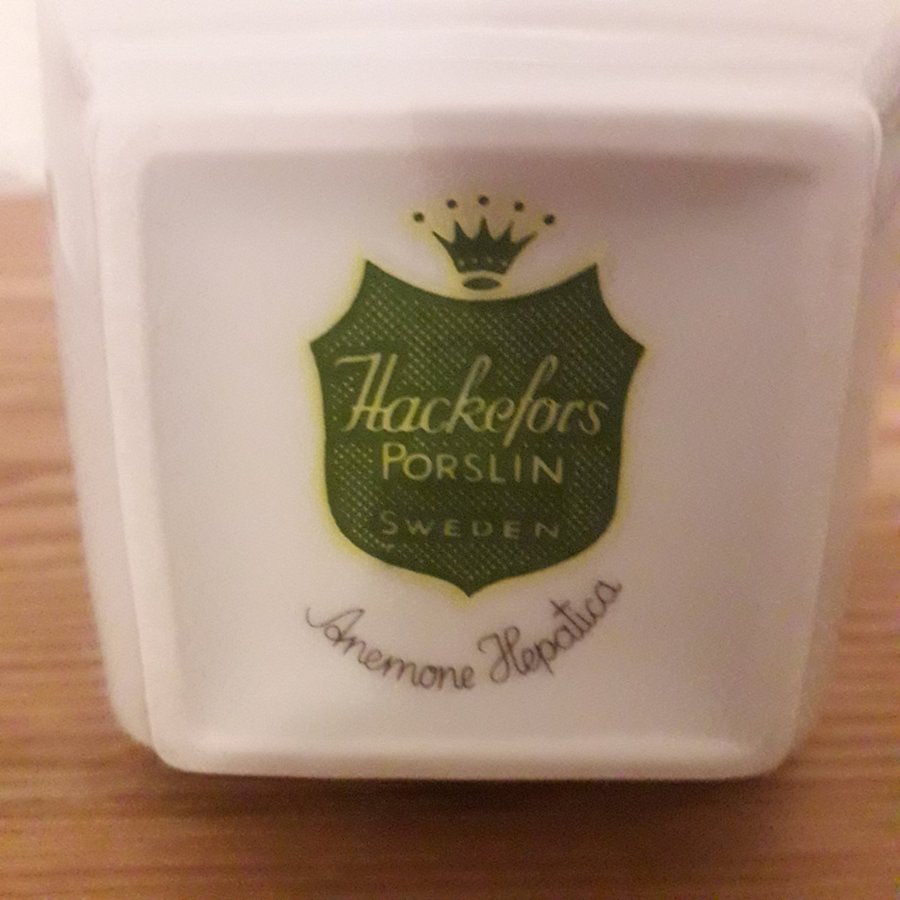 Hackefors
PORSLIN
SWEDEN
Anemone Hepatica